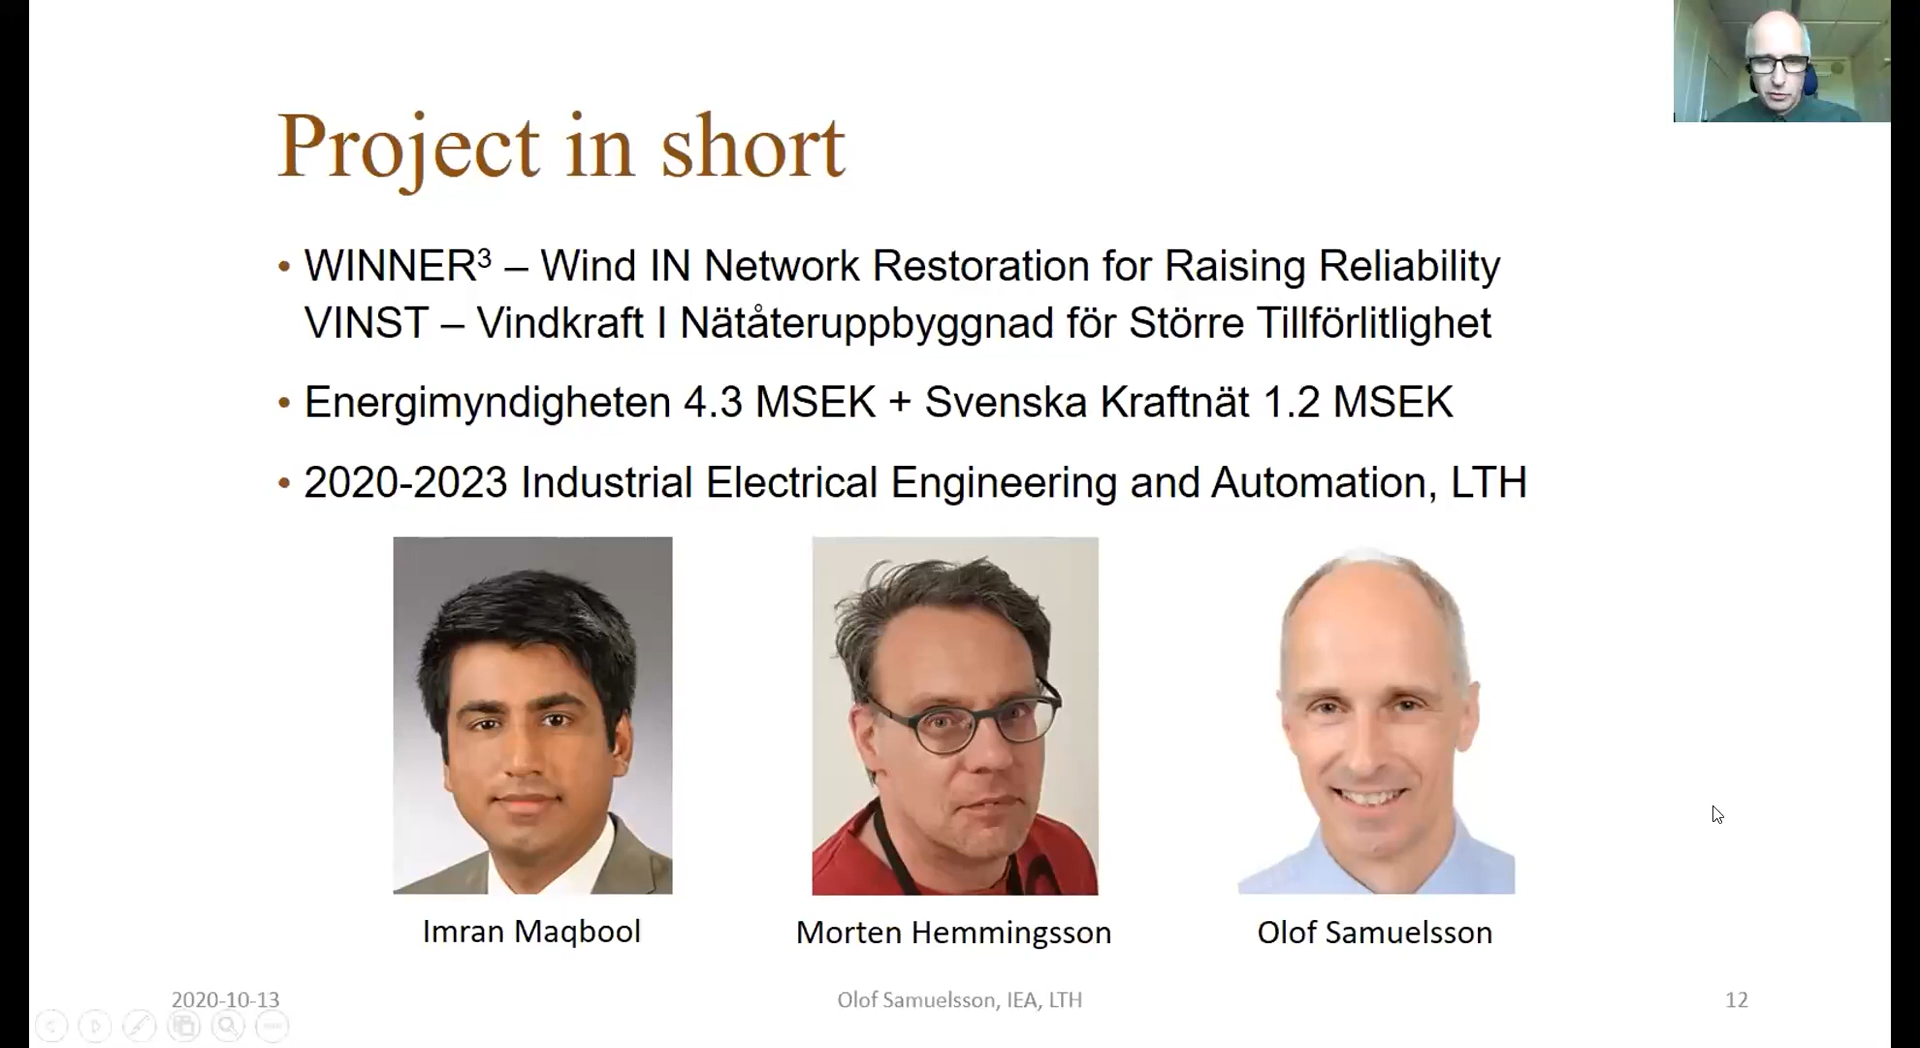 Project in short
• WINNER³ – Wind IN Network Restoration for Raising Reliability
VINST – Vindkraft I Nätåteruppbyggnad för Större Tillförlitlighet
• Energimyndigheten 4.3 MSEK + Svenska Kraftnät 1.2 MSEK
• 2020-2023 Industrial Electrical Engineering and Automation, LTH
Imran Maqbool
Morten Hemmingsson
Olof Samuelsson
2020-10-13
Olof Samuelsson, IEA, LTH
12